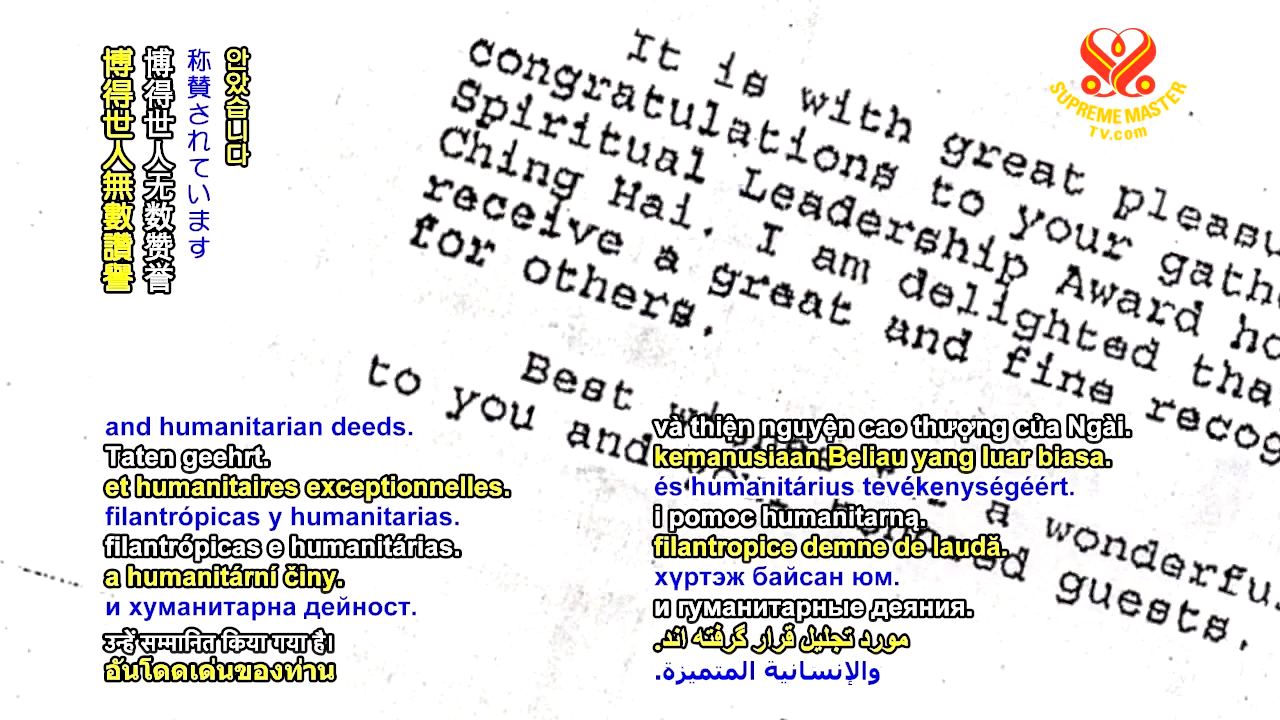 안았습니다
称賛されています
博得世人无数赞誉
博得世人無數讚譽
It is with great pleasu
congratulations to your gath
Spiritual Leadership Award ho
Ching Hai. I am delighted tha
receive a great and fine recog
for others.
Best a wonderfu
to you and guests.
SUPREME MASTER
TV.com
and humanitarian deeds.
Taten geehrt.
et humanitaires exceptionnelles.
filantrópicas y humanitarias.
filantrópicas e humanitárias.
a humanitární činy.
и хуманитарна дейност.
उन्हें सम्मानित किया गया है।
อันโดดเด่นของท่าน
và thiện nguyện cao thượng của Ngài.
kemanusiaan Beliau yang luar biasa.
és humanitárius tevékenységéért.
i pomoc humanitarną.
filantropice demne de laudă.
хүртэж байсан юм.
и гуманитарные деяния.
مورد تجلیل قرار گرفته اند.
والإنسانية المتميزة.